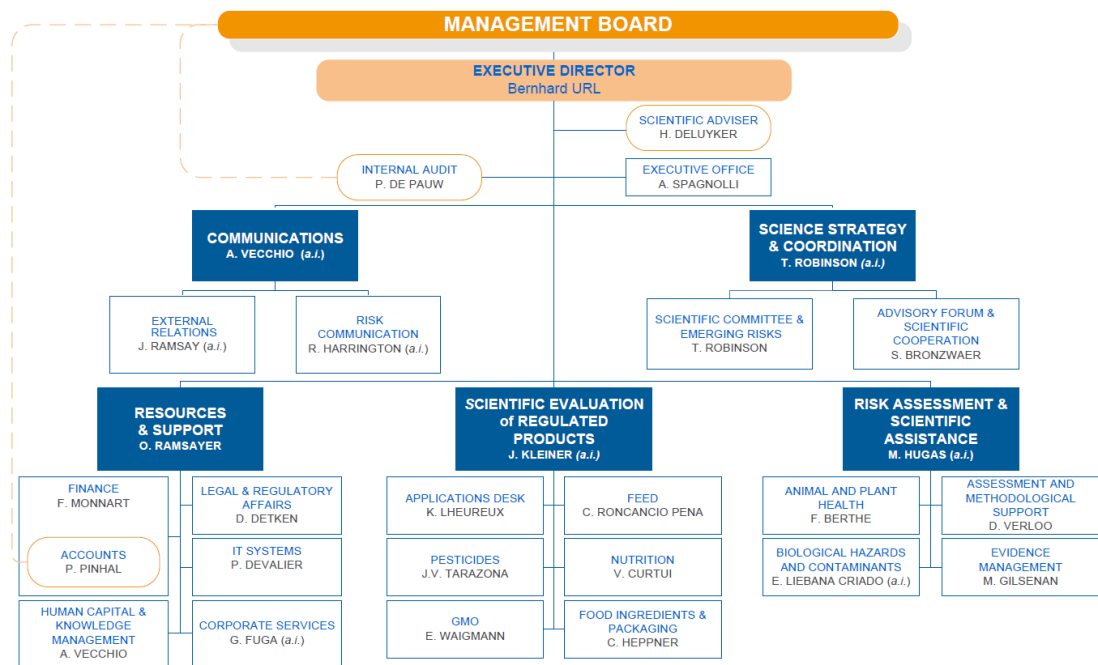 MANAGEMENT BOARD
EXECUTIVE DIRECTOR
Bernhard URL
SCIENTIFIC ADVISER
H. DELUYKER
INTERNAL AUDIT
P. DE PAUW
EXECUTIVE OFFICE
A. SPAGNOLLI
COMMUNICATIONS
A. VECCHIO (a.i.)
SCIENCE STRATEGY
& COORDINATION
T. ROBINSON (a.i.)
EXTERNAL
RELATIONS
J. RAMSAY (a.i.)
RISK
COMMUNICATION
R. HARRINGTON (a.i.)
SCIENTIFIC COMMITTEE &
EMERGING RISKS
T. ROBINSON
ADVISORY FORUM &
SCIENTIFIC
COOPERATION
S. BRONZWAER
RESOURCES
& SUPPORT
O. RAMSAYER
SCIENTIFIC EVALUATION
of REGULATED
PRODUCTS
J. KLEINER (a.i.)
RISK ASSESSMENT &
SCIENTIFIC
ASSISTANCE
M. HUGAS (a.i.)
FINANCE
F. MONNART
ACCOUNTS
P. PINHAL
LEGAL & REGULATORY
AFFAIRS
D. DETKEN
IT SYSTEMS
P. DEVALIER
HUMAN CAPITAL &
KNOWLEDGE
MANAGEMENT
A. VECCHIO
CORPORATE SERVICES
G. FUGA (a.i.)
APPLICATIONS DESK
K. LHEUREUX
FEED
C. RONCANCIO PENA
PESTICIDES
J.V. TARAZONA
NUTRITION
V. CURTUI
GMO
E. WAIGMANN
FOOD INGREDIENTS &
PACKAGING
C. HEPPNER
ANIMAL AND PLANT
HEALTH
F. BERTHE
ASSESSMENT AND
METHODOLOGICAL
SUPPORT
D. VERLOO
BIOLOGICAL HAZARDS
AND CONTAMINANTS
E. LIEBANA CRIADO (a.i.)
EVIDENCE
MANAGEMENT
M. GILSENAN